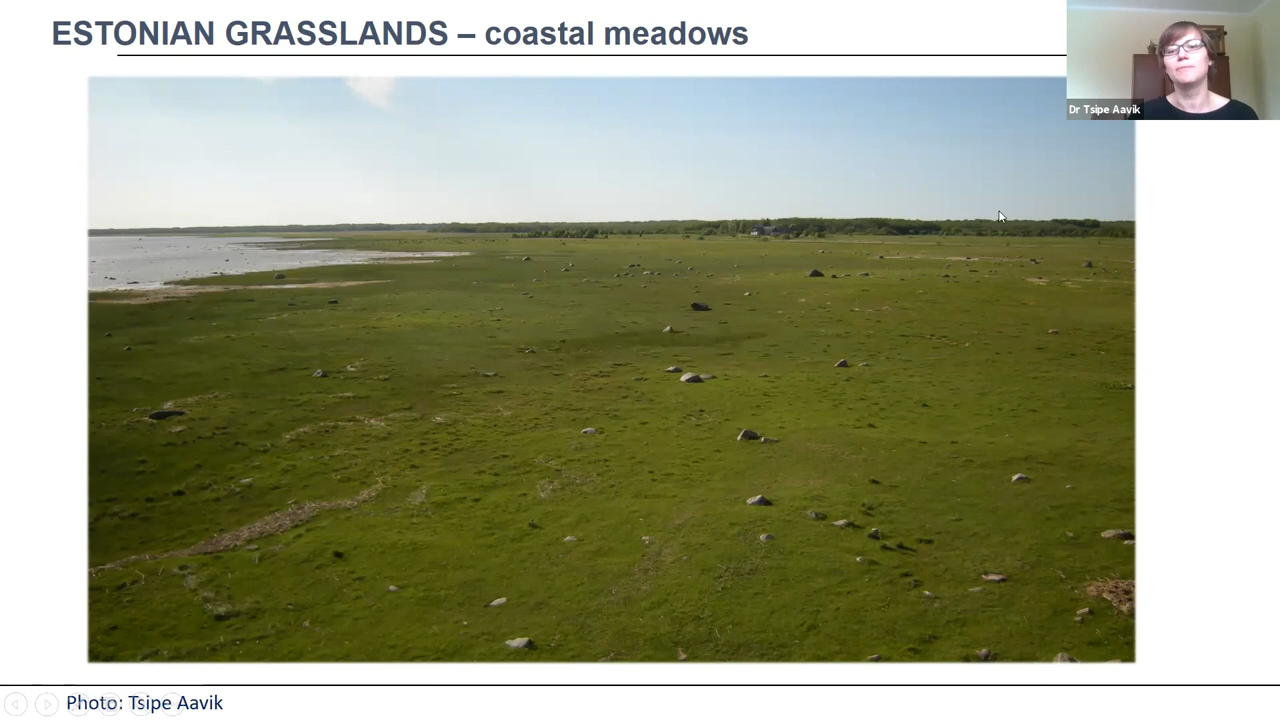 ESTONIAN GRASSLANDS – coastal meadows
Dr Tsipe Aavik
Photo: Tsipe Aavik